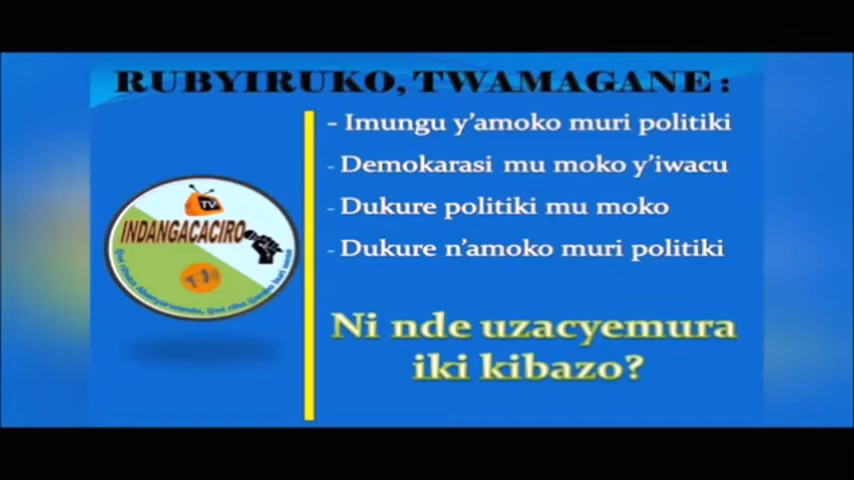 RUBYIRUKO, TWAMAGANE :
- Imungu y'amoko muri politiki
- Demokarasi mu moko y'iwacu
- Dukure politiki mu moko
- Dukure n'amoko muri politiki
TV
INDANGACACIRO
Ni nde uzacyemura
iki kibazo?